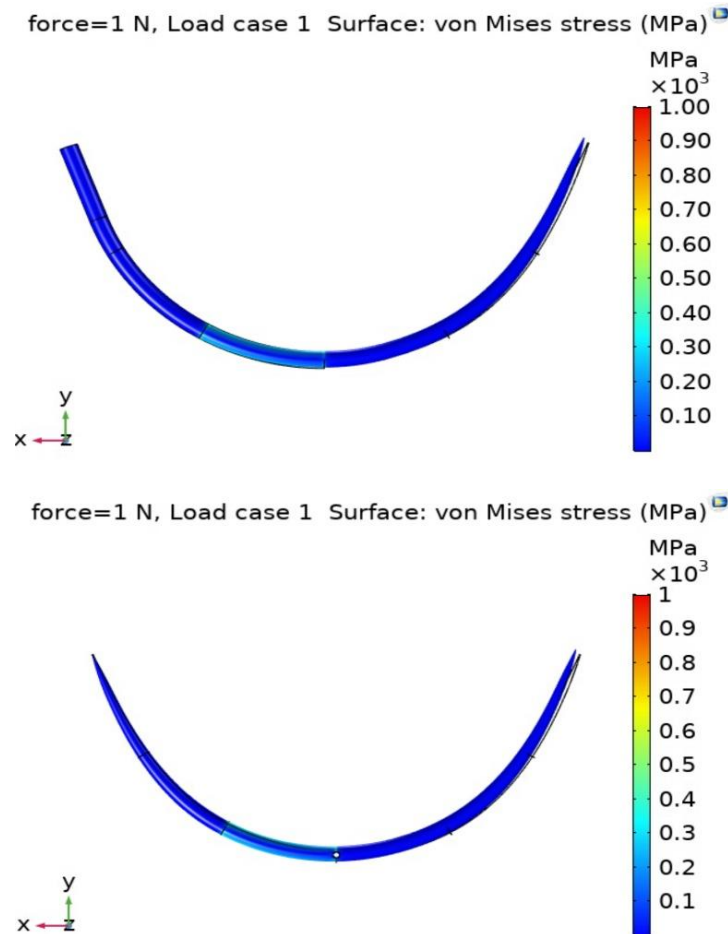 force=1 N, Load case 1 Surface: von Mises stress (MPa)
MPa
×10³
1.00
0.90
0.80
0.70
0.60
0.50
0.40
0.30
0.20
0.10
y
x
z
force=1 N, Load case 1 Surface: von Mises stress (MPa)
MPa
×10³
1
0.9
0.8
0.7
0.6
0.5
0.4
0.3
0.2
0.1
y
x
z